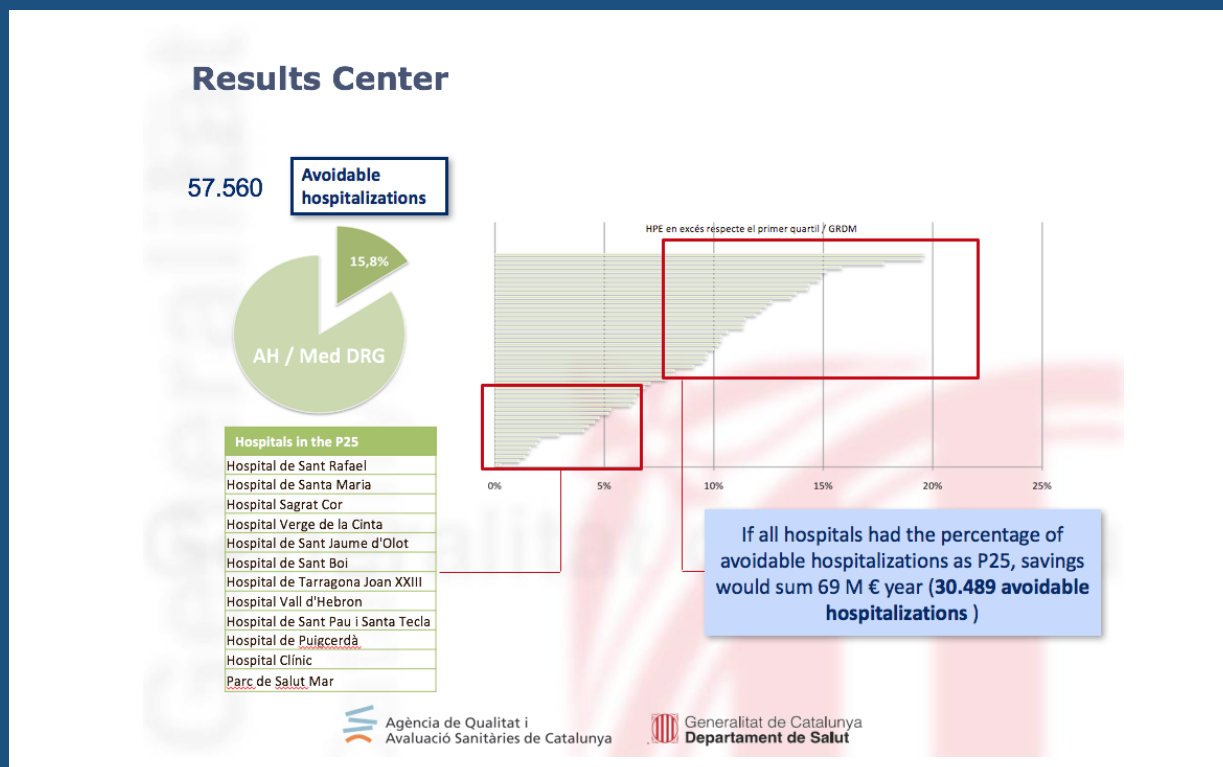 Results Center
57.560
Avoidable
hospitalizations
15,8%
AH / Med DRG
HPE en excés respecte el primer quartil / GRDM
0%
5%
10%
15%
20%
25%
Hospitals in the P25
Hospital de Sant Rafael
Hospital de Santa Maria
Hospital Sagrat Cor
Hospital Verge de la Cinta
Hospital de Sant Jaume d'Olot
Hospital de Sant Boi
Hospital de Tarragona Joan XXIII
Hospital Vall d'Hebron
Hospital de Sant Pau i Santa Tecla
Hospital de Puigcerdà
Hospital Clínic
Parc de Salut Mar
If all hospitals had the percentage of
avoidable hospitalizations as P25, savings
would sum 69 M € year (30.489 avoidable
hospitalizations )
Agència de Qualitat i
Avaluació Sanitàries de Catalunya
Generalitat de Catalunya
Departament de Salut